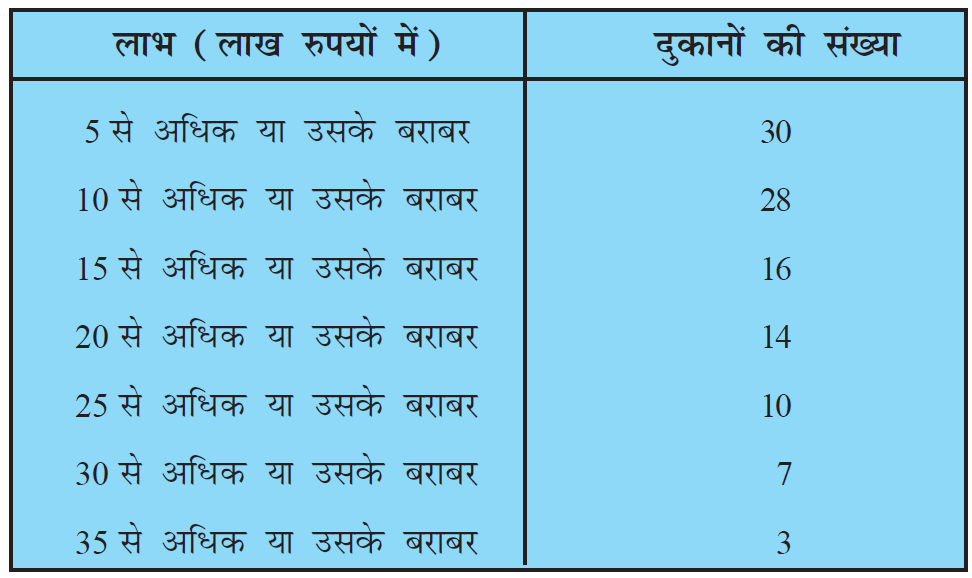 लाभ ( लाख रुपयों में ) दुकानों की संख्या
5 से अधिक या उसके बराबर 30
10 से अधिक या उसके बराबर 28
15 से अधिक या उसके बराबर 16
20 से अधिक या उसके बराबर 14
25 से अधिक या उसके बराबर 10
30 से अधिक या उसके बराबर 7
35 से अधिक या उसके बराबर 3